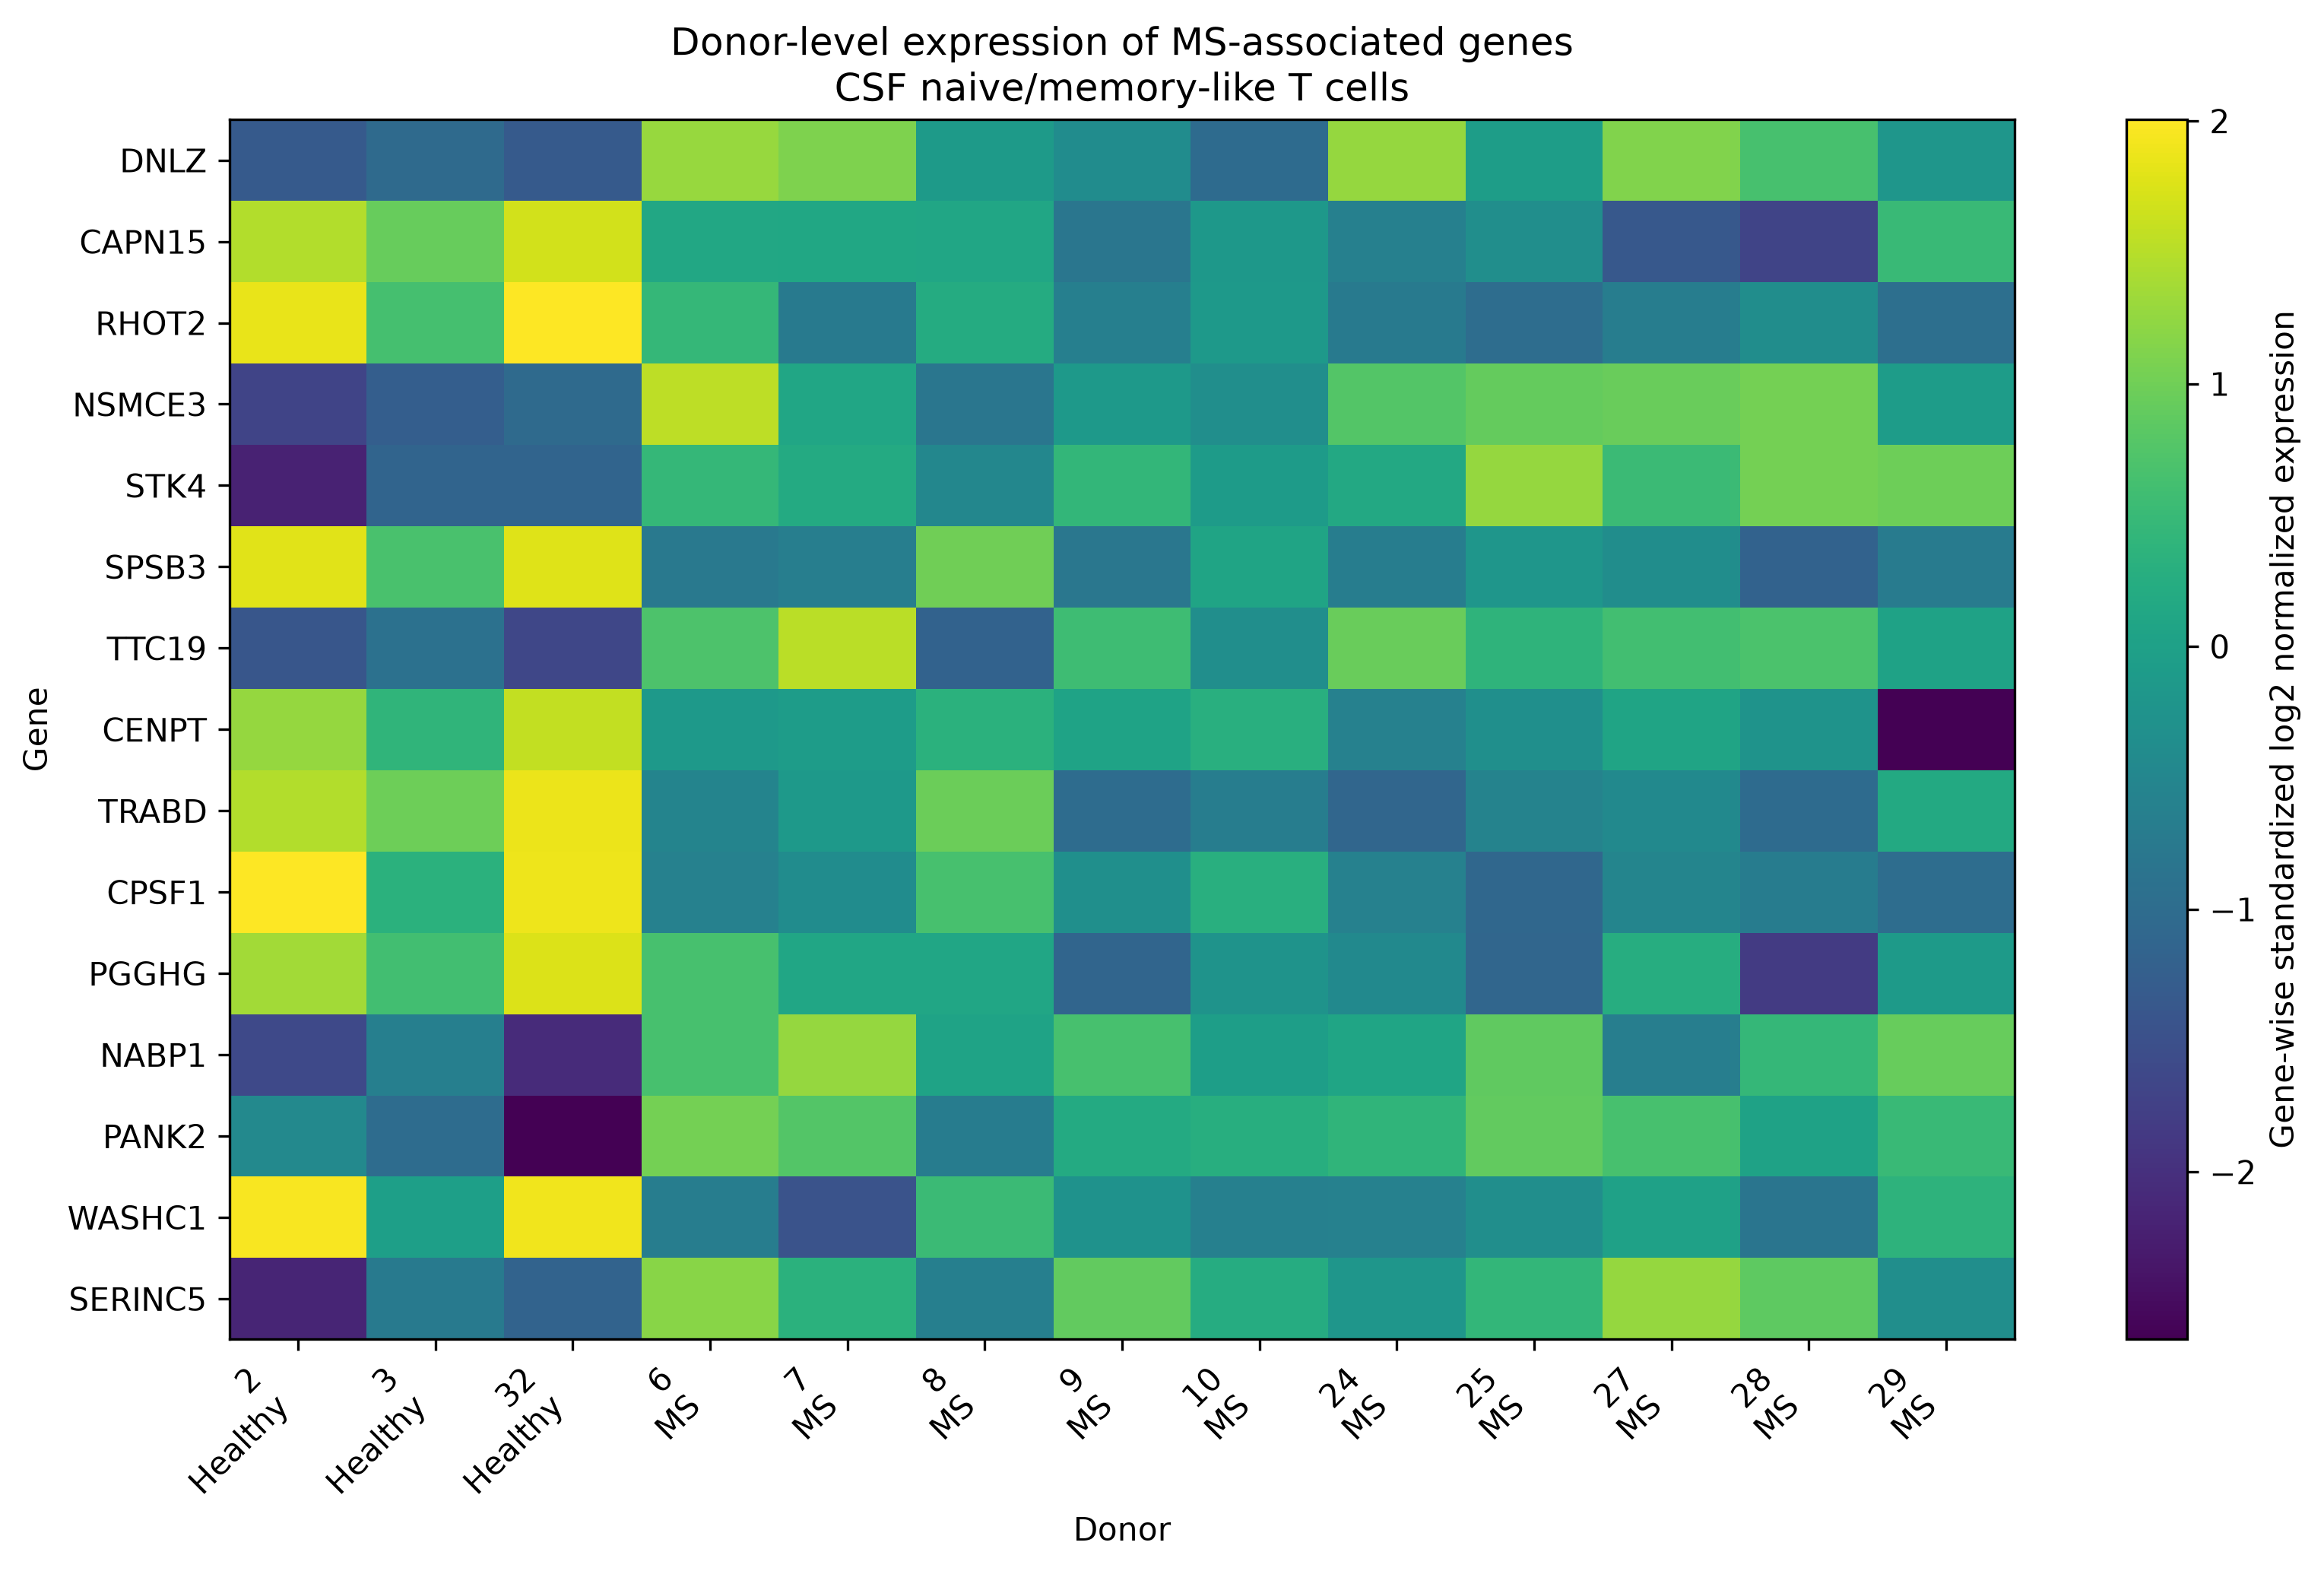 Donor-level expression of MS-associated genes
CSF naive/memory-like T cells
Gene
DNLZ
CAPN15
RHOT2
NSMCE3
STK4
SPSB3
TTC19
CENPT
TRABD
CPSF1
PGGHG
NABP1
PANK2
WASHC1
SERINC5
2
Healthy
3
Healthy
32
Healthy
6
MS
7
MS
8
MS
9
MS
10
MS
24
MS
25
MS
27
MS
28
MS
29
MS
Donor
2
1
0
−1
−2
Gene-wise standardized log2 normalized expression